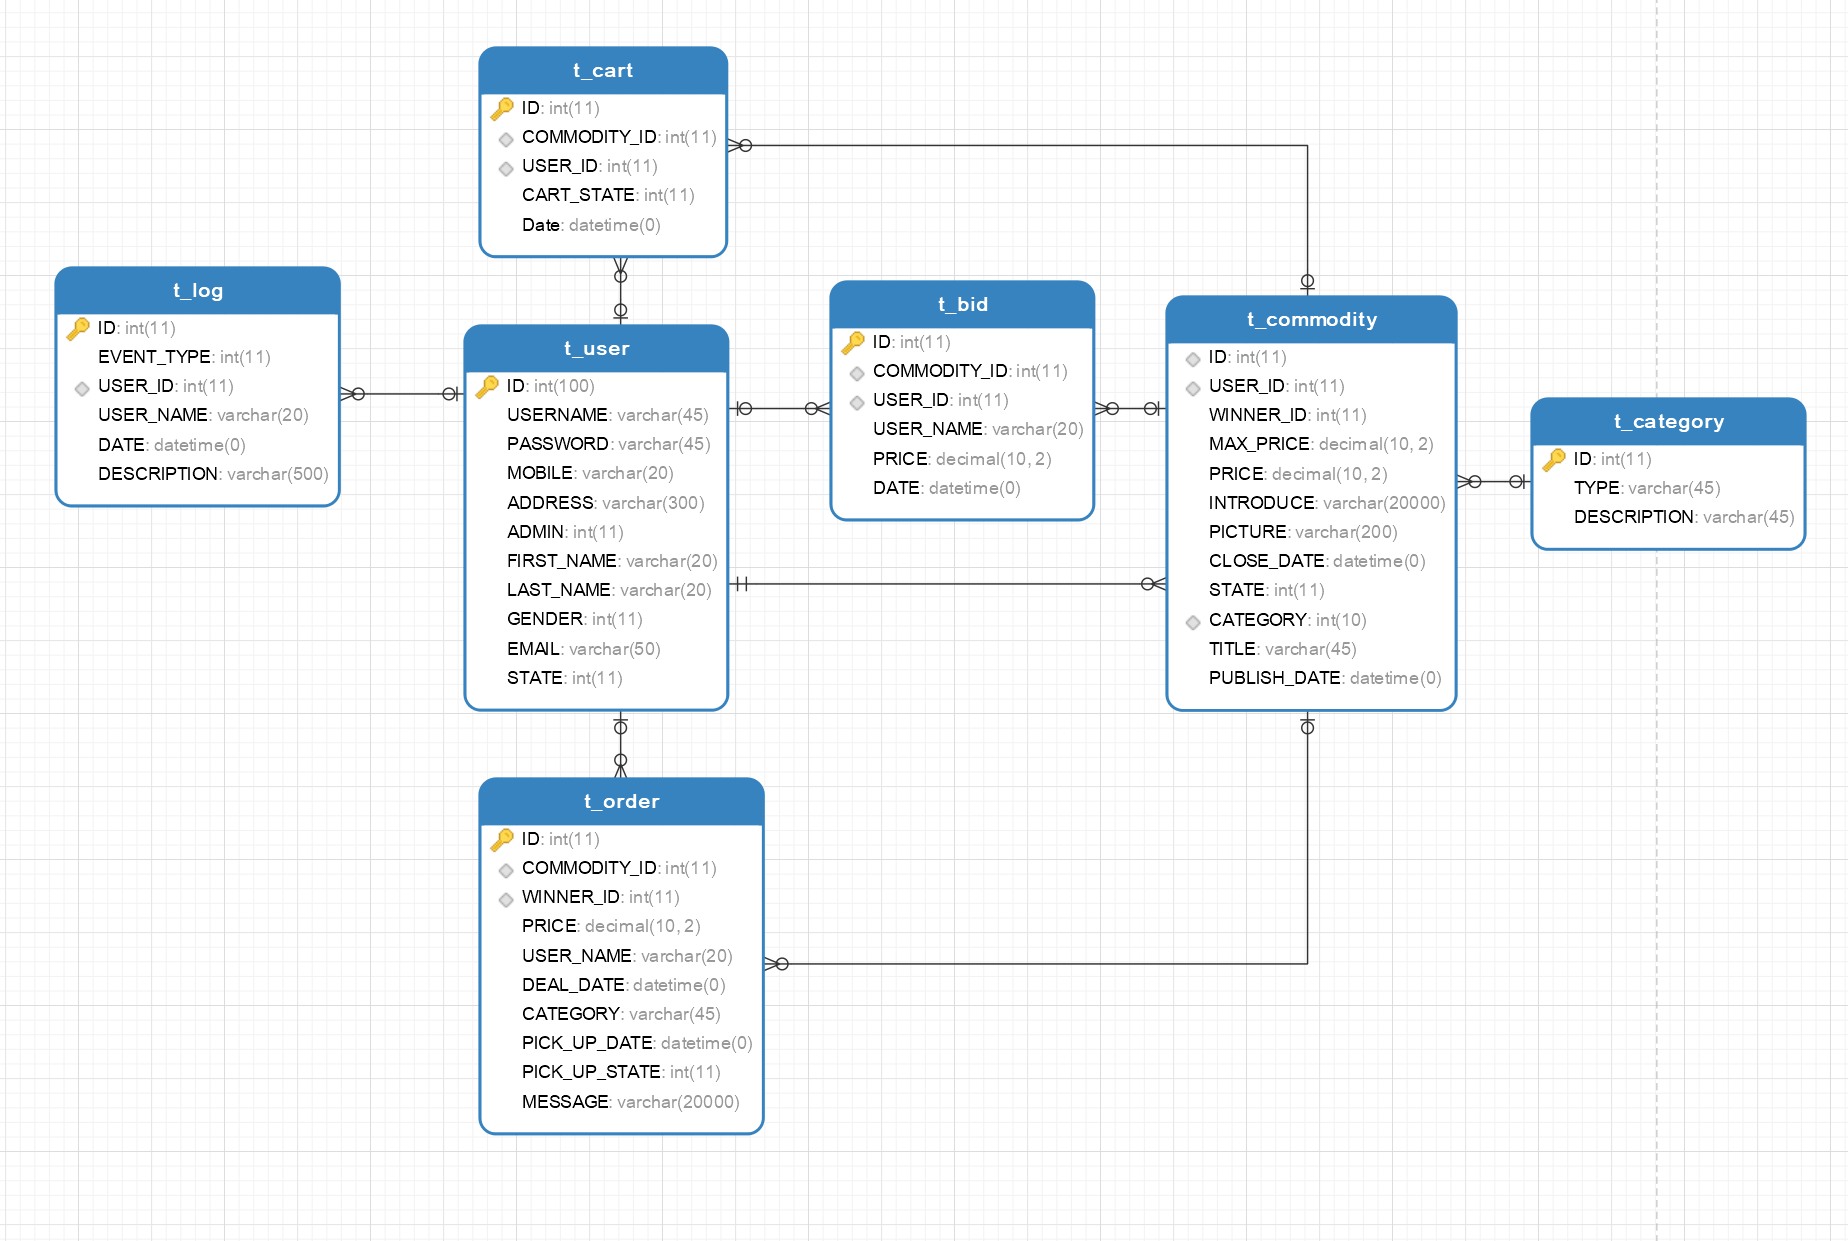 t_cart
ID: int(11)
COMMODITY_ID: int(11)
USER_ID: int(11)
CART_STATE: int(11)
Date: datetime(0)
t_log
ID: int(11)
EVENT_TYPE: int(11)
USER_ID: int(11)
USER_NAME: varchar(20)
DATE: datetime(0)
DESCRIPTION: varchar(500)
t_user
ID: int(100)
USERNAME: varchar(45)
PASSWORD: varchar(45)
MOBILE: varchar(20)
ADDRESS: varchar(300)
ADMIN: int(11)
FIRST_NAME: varchar(20)
LAST_NAME: varchar(20)
GENDER: int(11)
EMAIL: varchar(50)
STATE: int(11)
t_bid
ID: int(11)
COMMODITY_ID: int(11)
USER_ID: int(11)
USER_NAME: varchar(20)
PRICE: decimal(10, 2)
DATE: datetime(0)
t_commodity
ID: int(11)
USER_ID: int(11)
WINNER_ID: int(11)
MAX_PRICE: decimal(10, 2)
PRICE: decimal(10, 2)
INTRODUCE: varchar(20000)
PICTURE: varchar(200)
CLOSE_DATE: datetime(0)
STATE: int(11)
CATEGORY: int(10)
TITLE: varchar(45)
PUBLISH_DATE: datetime(0)
t_category
ID: int(11)
TYPE: varchar(45)
DESCRIPTION: varchar(45)
t_order
ID: int(11)
COMMODITY_ID: int(11)
WINNER_ID: int(11)
PRICE: decimal(10, 2)
USER_NAME: varchar(20)
DEAL_DATE: datetime(0)
CATEGORY: varchar(45)
PICK_UP_DATE: datetime(0)
PICK_UP_STATE: int(11)
MESSAGE: varchar(20000)